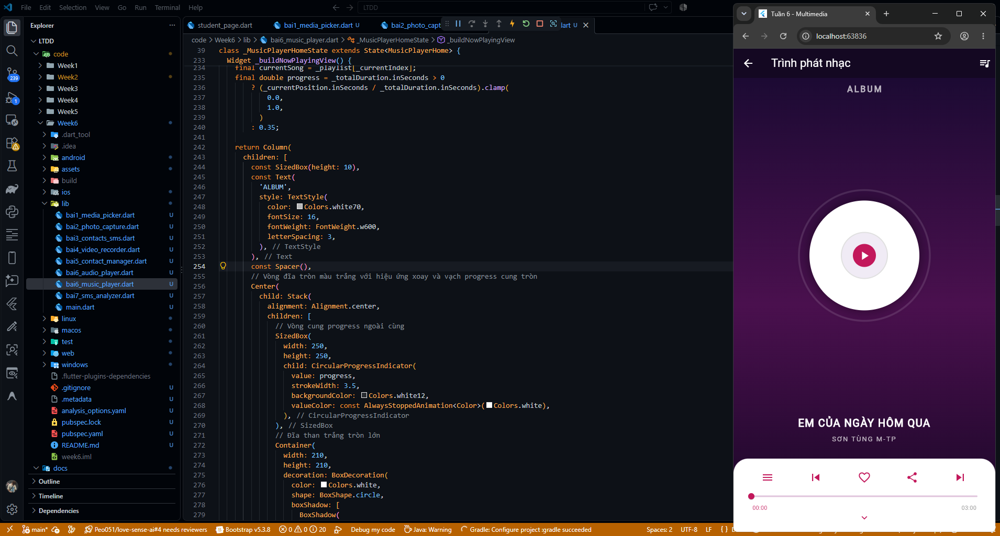 File Edit Selection View Go Run Terminal Help
LTDD
Explorer
LTDD
code
Week1
Week2
Week3
Week4
Week5
Week6
.dart_tool
.idea
android
assets
build
ios
lib
bai1_media_picker.dart U
bai2_photo_capture.dart U
bai3_contacts_sms.dart U
bai4_video_recorder.dart U
bai5_contact_manager.dart U
bai6_audio_player.dart U
bai6_music_player.dart U
bai7_sms_analyzer.dart U
main.dart U
linux
macos
test
web
windows
.flutter-plugins-dependencies
.gitignore U
.metadata U
analysis_options.yaml U
pubspec.lock U
pubspec.yaml U
README.md U
week6.iml
docs
Outline
Timeline
Dependencies
239
1
student_page.dart bai1_media_picker.dart U bai2_photo_capt lart U
code > Week6 > lib > bai6_music_player.dart > _MusicPlayerHomeState > _buildNowPlayingView
39 class _MusicPlayerHomeState extends State<MusicPlayerHome> {
233 Widget _buildNowPlayingView() {
234 final currentSong = _playlist[_currentIndex];
235 final double progress = _totalDuration.inSeconds > 0
236 ? (_currentPosition.inSeconds / _totalDuration.inSeconds).clamp(
237 0.0,
238 1.0,
239 )
240 : 0.35;
241
242 return Column(
243 children: [
244 const SizedBox(height: 10),
245 const Text(
246 'ALBUM',
247 style: TextStyle(
248 color: Colors.white70,
249 fontSize: 16,
250 fontWeight: FontWeight.w600,
251 letterSpacing: 3,
252 ), // TextStyle
253 ), // Text
254 const Spacer(),
255 // Vòng đĩa tròn màu trắng với hiệu ứng xoay và vạch progress cung tròn
256 Center(
257 child: Stack(
258 alignment: Alignment.center,
259 children: [
260 // Vòng cung progress ngoài cùng
261 SizedBox(
262 width: 250,
263 height: 250,
264 child: CircularProgressIndicator(
265 value: progress,
266 strokeWidth: 3.5,
267 backgroundColor: Colors.white12,
268 valueColor: const AlwaysStoppedAnimation<Color>(Colors.white),
269 ), // CircularProgressIndicator
270 ), // SizedBox
271 // Đĩa than trắng tròn lớn
272 Container(
273 width: 210,
274 height: 210,
275 decoration: BoxDecoration(
276 color: Colors.white,
277 shape: BoxShape.circle,
278 boxShadow: [
279 BoxShadow(
Tuần 6 - Multimedia
localhost:63836
Trình phát nhạc
ALBUM
EM CỦA NGÀY HÔM QUA
SƠN TÙNG M-TP
00:00 03:00
main* Peo051/love-sense-ai#4 needs reviewers Bootstrap v5.3.8 0 0 20 Debug my code Java: Warning Gradle: Configure project :gradle succeeded Spaces: 2 UTF-8 LF { }